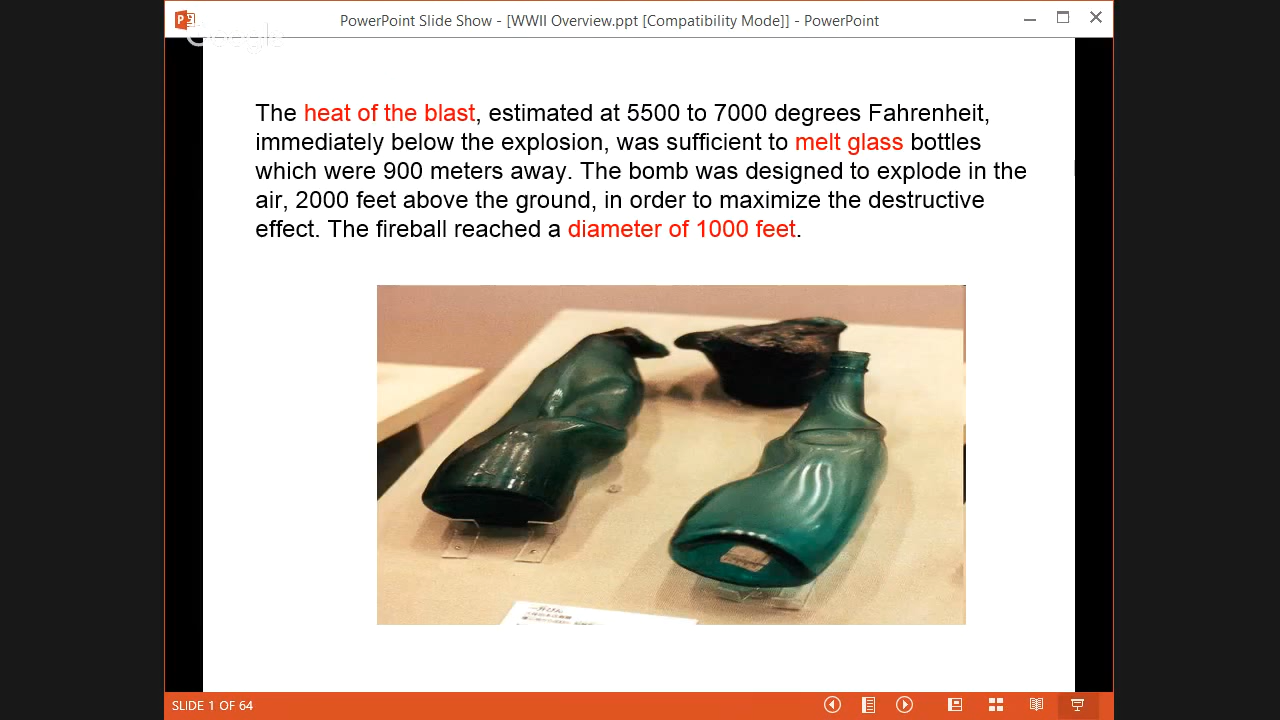 PowerPoint Slide Show - [WWII Overview.ppt [Compatibility Mode]] - PowerPoint
Google
The heat of the blast, estimated at 5500 to 7000 degrees Fahrenheit,
immediately below the explosion, was sufficient to melt glass bottles
which were 900 meters away. The bomb was designed to explode in the
air, 2000 feet above the ground, in order to maximize the destructive
effect. The fireball reached a diameter of 1000 feet.
SLIDE 1 OF 64